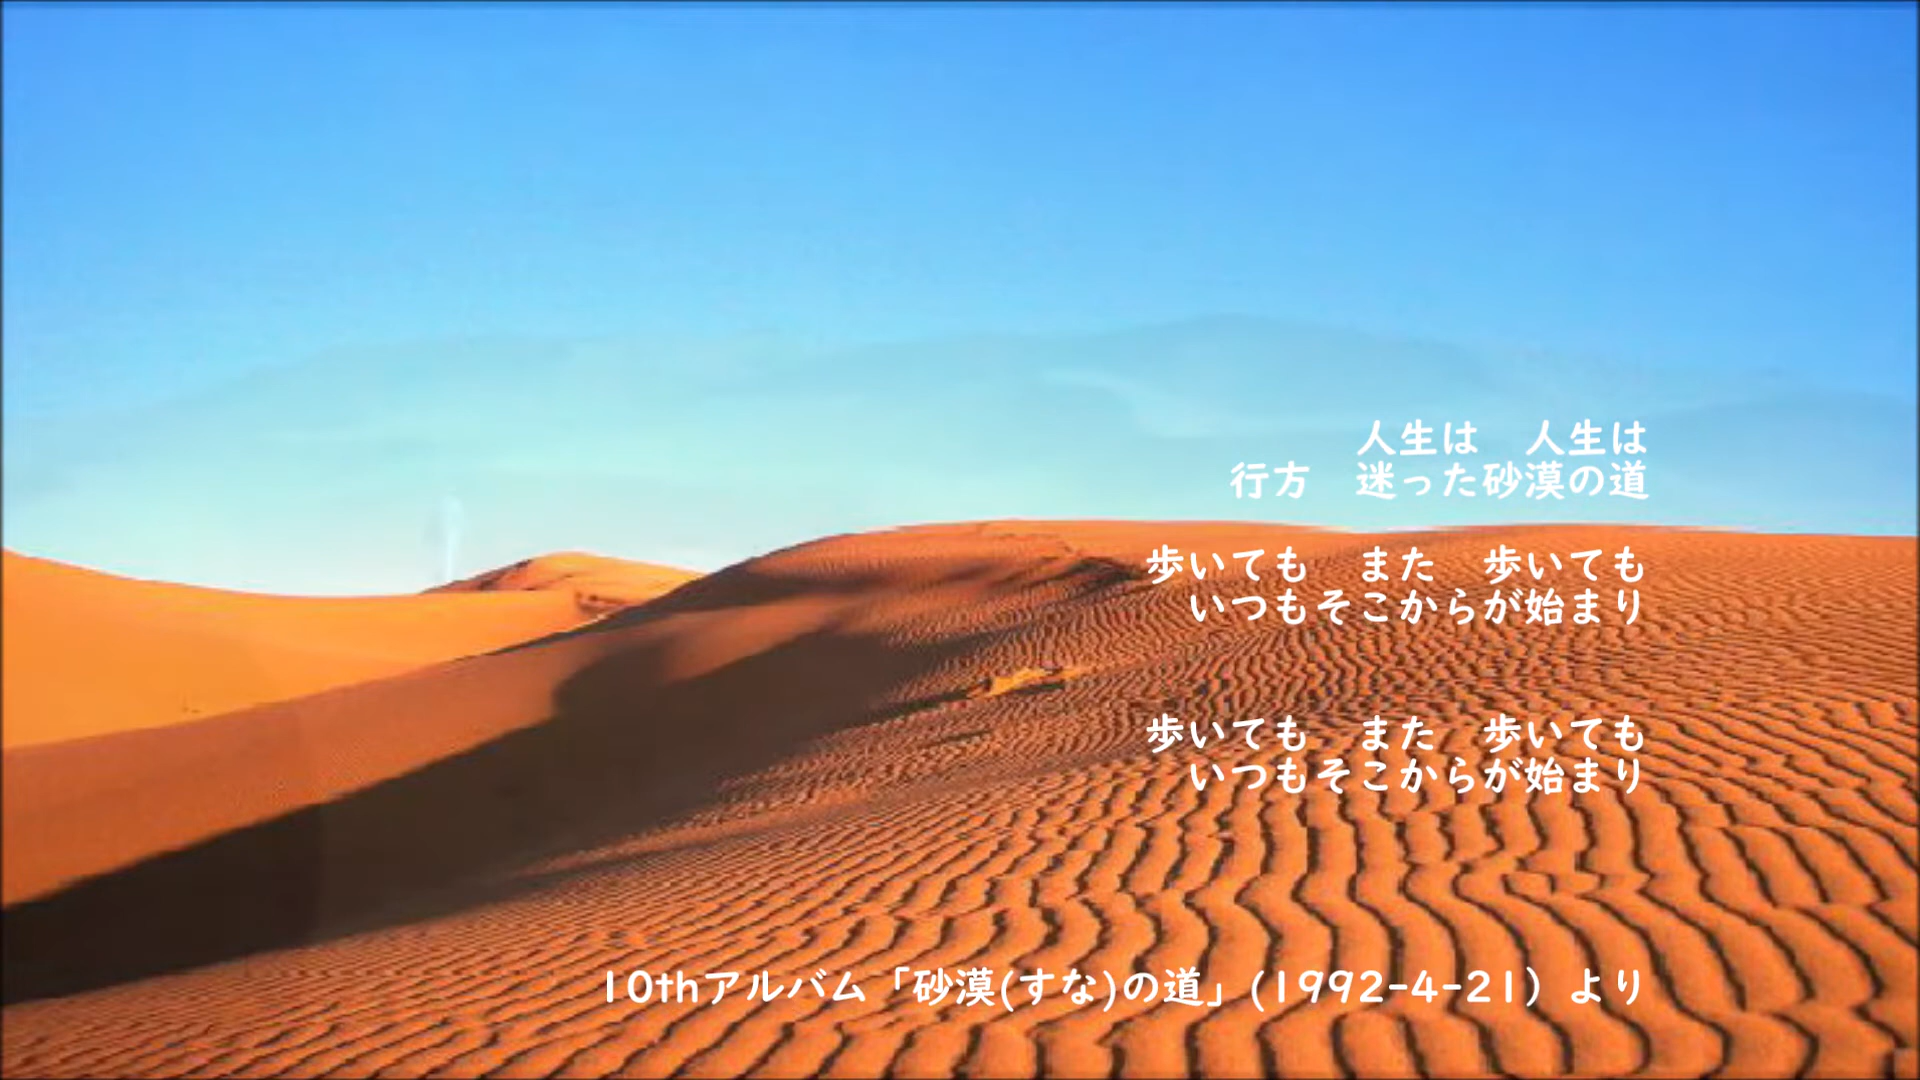 人生は　人生は
行方　迷った砂漠の道
歩いても　また　歩いても
いつもそこからが始まり
歩いても　また　歩いても
いつもそこからが始まり
10thアルバム「砂漠(すな)の道」(1992-4-21）より